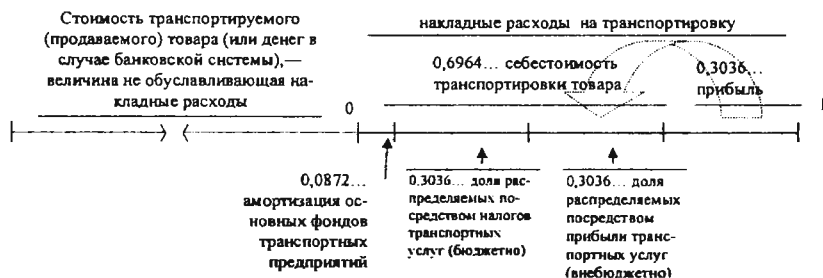 Стоимость транспортируемого
(продаваемого) товара (или денег в
случае банковской системы),—
величина не обуславливающая на-
кладные расходы
накладные расходы на транспортировку
0,6964... себестоимость
транспортировки товара
0,3036...
прибыль
0
0,0872...
амортизация ос-
новных фондов
транспортных
предприятий
0.3036... доля рас-
пределяемых по-
средством налогов
транспортных
услуг (бюджетно)
0,3036... доля
распределяемых
посредством
прибыли транс-
портных услуг
(внебюджетно)